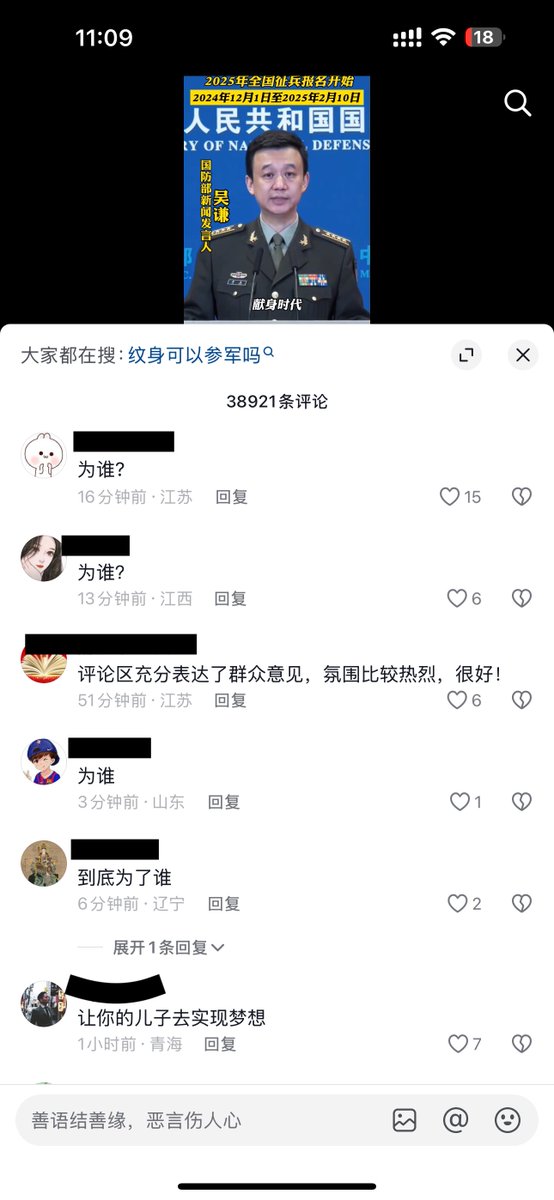 11:09
18
2025年全国征兵报名开始
2024年12月1日至2025年2月10日
人民共和国国
RY OF NA AL DEFENS
国防部新闻发言人
吴谦
献身时代
大家都在搜:纹身可以参军吗
38921条评论
为谁?
16分钟前·江苏 回复 15
为谁?
13分钟前·江西 回复 6
评论区充分表达了群众意见，氛围比较热烈，很好!
51分钟前·江苏 回复 6
为谁
3分钟前·山东 回复 1
到底为了谁
6分钟前·辽宁 回复 2
展开1条回复
让你的儿子去实现梦想
1小时前·青海 回复 7
善语结善缘，恶言伤人心